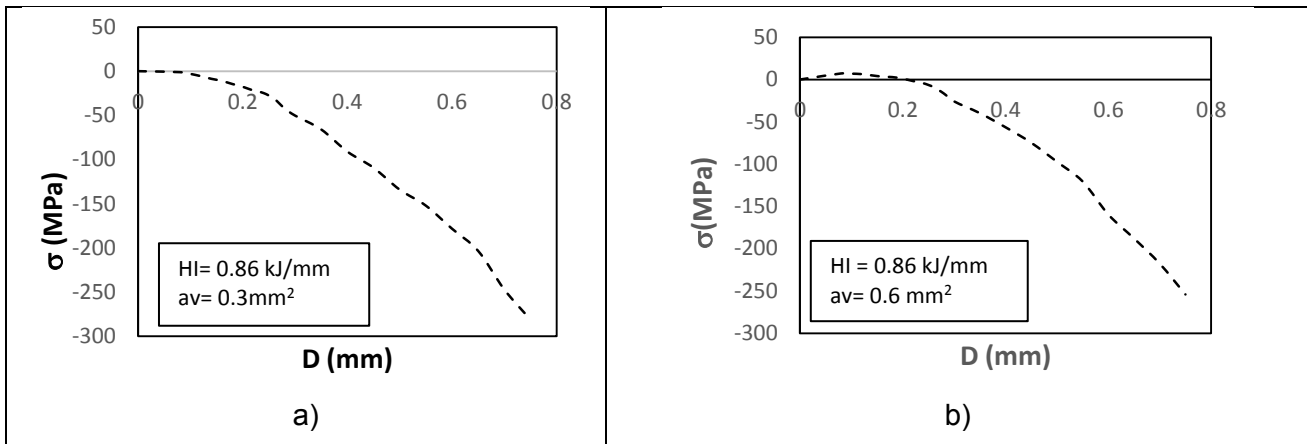 50
0
-50
-100
-150
-200
-250
-300
0 0.2 0.4 0.6 0.8
σ (MPa)
D (mm)
HI= 0.86 kJ/mm
av= 0.3mm²
a)
50
0
-50
-100
-150
-200
-250
-300
0 0.2 0.4 0.6 0.8
σ(MPa)
D (mm)
HI = 0.86 kJ/mm
av= 0.6 mm²
b)